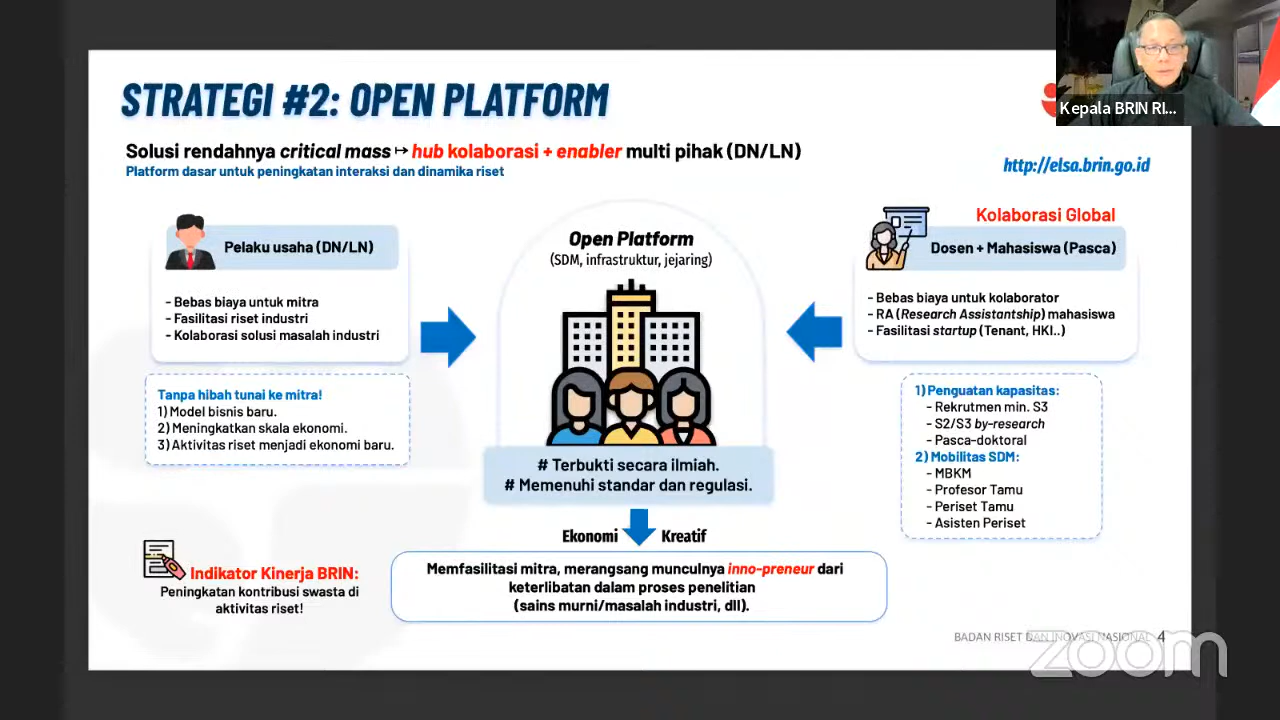 STRATEGI #2: OPEN PLATFORM
Kepala BRIN RI...
Solusi rendahnya critical mass ↦ hub kolaborasi + enabler multi pihak (DN/LN)
Platform dasar untuk peningkatan interaksi dan dinamika riset
http://elsa.brin.go.id
Pelaku usaha (DN/LN)
- Bebas biaya untuk mitra
- Fasilitasi riset industri
- Kolaborasi solusi masalah industri
Tanpa hibah tunai ke mitra!
1) Model bisnis baru.
2) Meningkatkan skala ekonomi.
3) Aktivitas riset menjadi ekonomi baru.
Open Platform
(SDM, infrastruktur, jejaring)
# Terbukti secara ilmiah.
# Memenuhi standar dan regulasi.
Kolaborasi Global
Dosen + Mahasiswa (Pasca)
- Bebas biaya untuk kolaborator
- RA (Research Assistantship) mahasiswa
- Fasilitasi startup (Tenant, HKI..)
1) Penguatan kapasitas:
- Rekrutmen min. S3
- S2/S3 by-research
- Pasca-doktoral
2) Mobilitas SDM:
- MBKM
- Profesor Tamu
- Periset Tamu
- Asisten Periset
Ekonomi Kreatif
Memfasilitasi mitra, merangsang munculnya inno-preneur dari
keterlibatan dalam proses penelitian
(sains murni/masalah industri, dll).
Indikator Kinerja BRIN:
Peningkatan kontribusi swasta di
aktivitas riset!
BADAN RISET DAN INOVASI NASIONAL 4
zoom